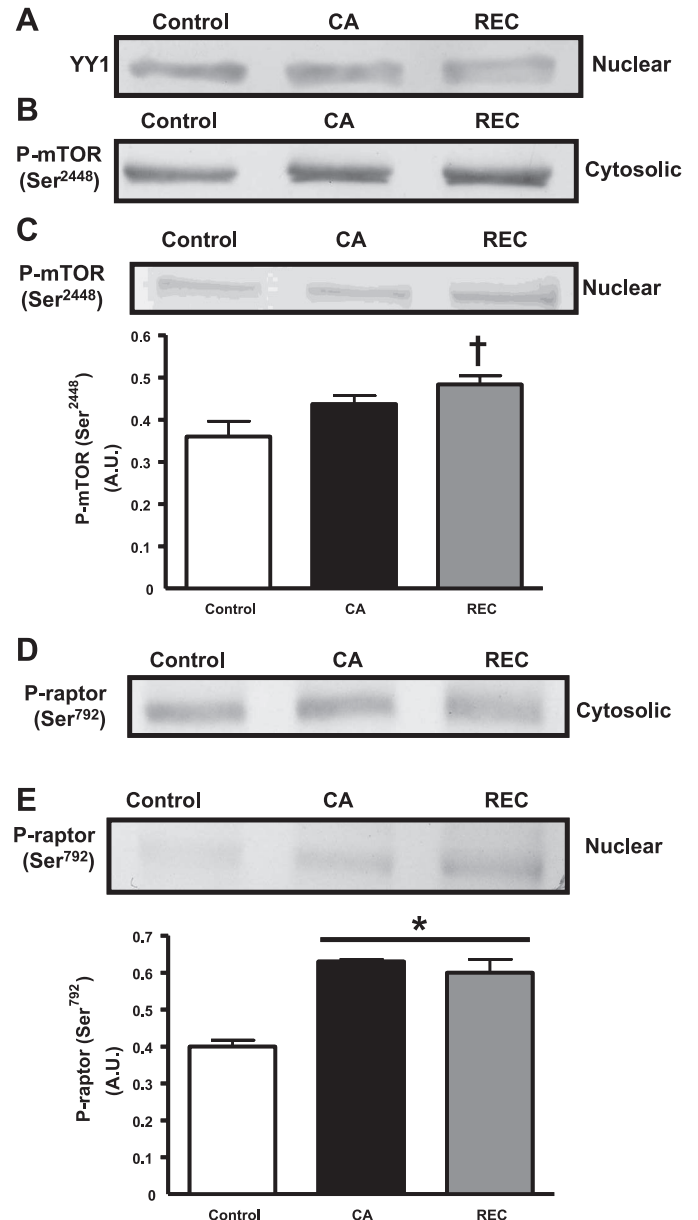 A
Control CA REC
YY1
Nuclear
B
Control CA REC
P-mTOR
(Ser2448)
Cytosolic
C
Control CA REC
P-mTOR
(Ser2448)
Nuclear
0.6
0.5
0.4
0.3
0.2
0.1
0
P-mTOR (Ser2448)
(A.U.)
†
Control CA REC
D
Control CA REC
P-raptor
(Ser792)
Cytosolic
E
Control CA REC
P-raptor
(Ser792)
Nuclear
0.7
0.6
0.5
0.4
0.3
0.2
0.1
0
P-raptor (Ser792)
(A.U.)
*
Control CA REC